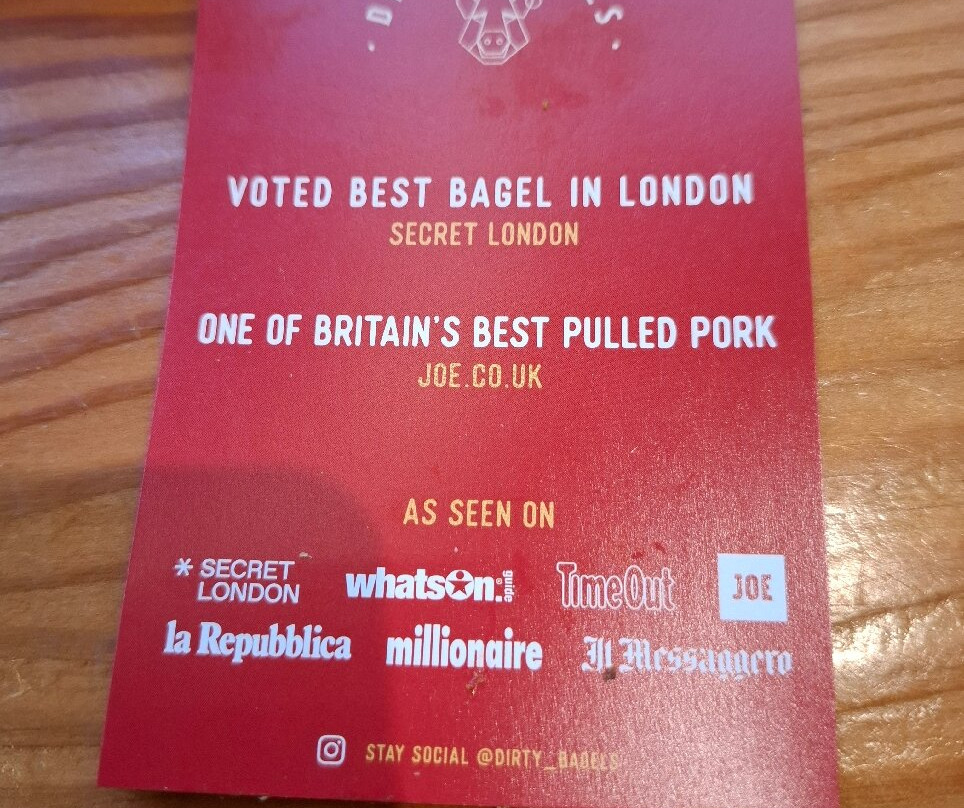 VOTED BEST BAGEL IN LONDON
SECRET LONDON
ONE OF BRITAIN'S BEST PULLED PORK
JOE.CO.UK
AS SEEN ON
* SECRET LONDON
whatsOn.® guide
TimeOut
JOE
la Repubblica
millionaire
Il Messaggero
STAY SOCIAL @DIRTY_BAGELS